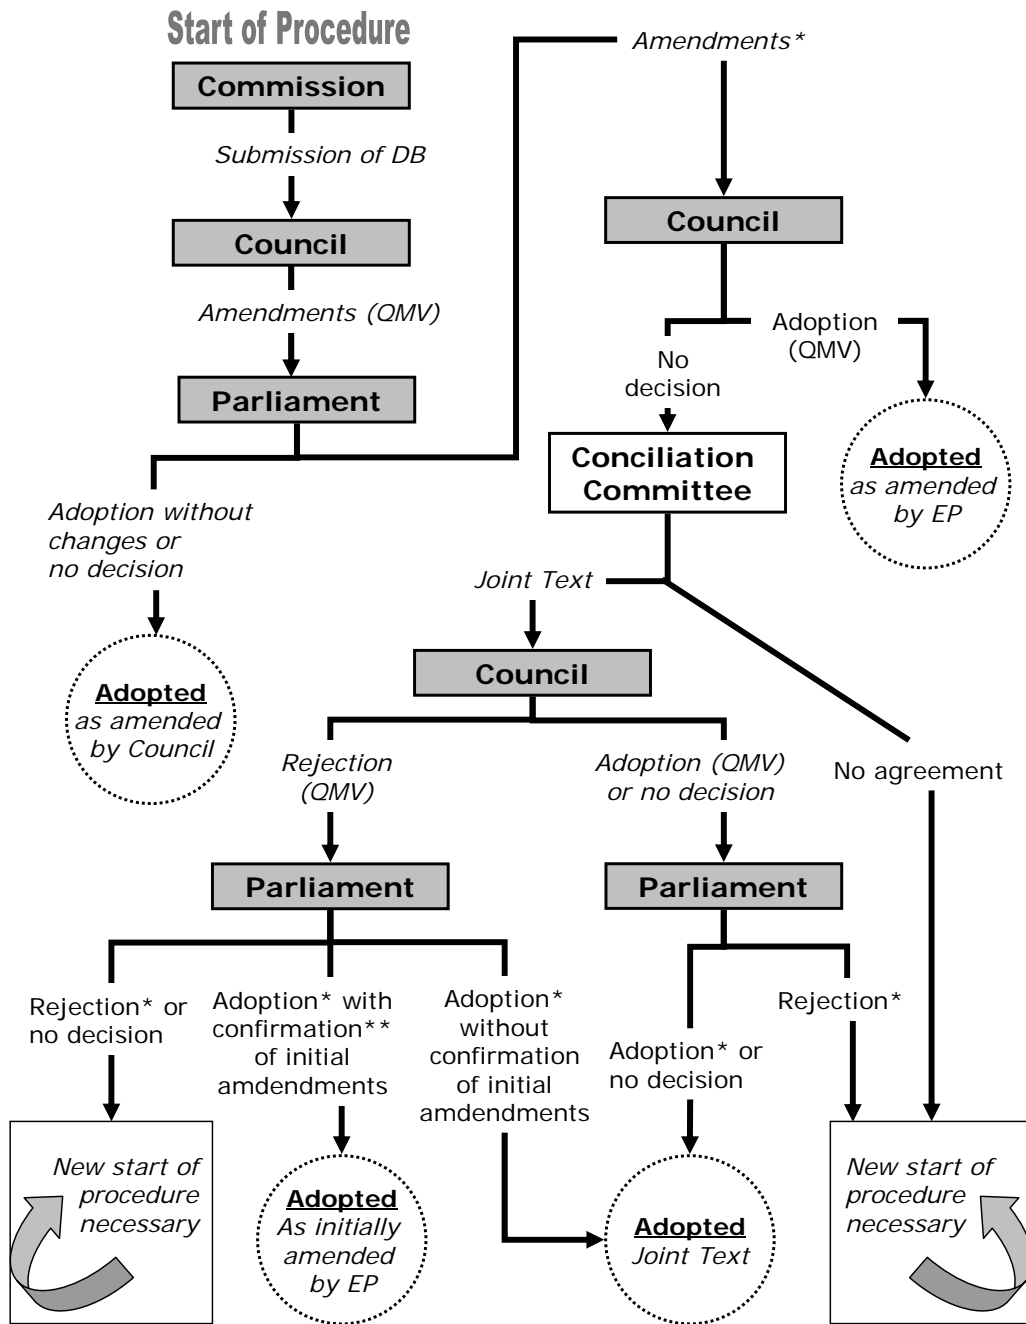 Start of Procedure
Commission
Submission of DB
Council
Amendments (QMV)
Parliament
Adoption without
changes or
no decision
Adopted
as amended
by Council
Amendments*
Council
No
decision
Adoption
(QMV)
Adopted
as amended
by EP
Conciliation
Committee
Joint Text
No agreement
Council
Rejection
(QMV)
Adoption (QMV)
or no decision
Parliament
Parliament
Rejection* or
no decision
Adoption* with
confirmation**
of initial
amdendments
Adoption*
without
confirmation
of initial
amdendments
Adoption* or
no decision
Rejection*
New start of
procedure
necessary
Adopted
As initially
amended
by EP
Adopted
Joint Text
New start of
procedure
necessary